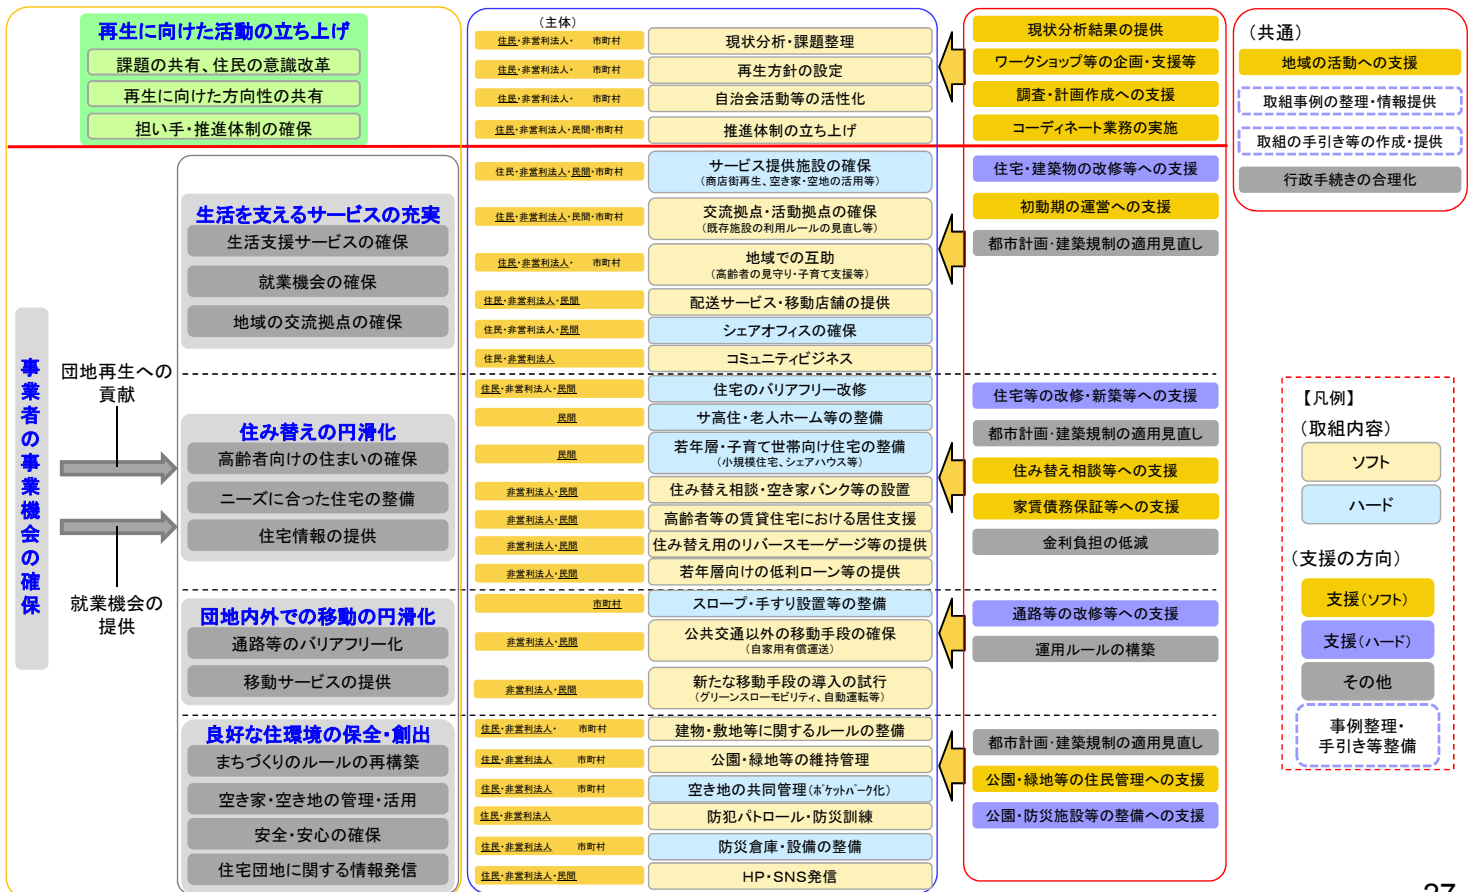 再生に向けた活動の立ち上げ
課題の共有、住民の意識改革
再生に向けた方向性の共有
担い手・推進体制の確保
生活を支えるサービスの充実
生活支援サービスの確保
就業機会の確保
地域の交流拠点の確保
事業者の事業機会の確保
団地再生への
貢献
就業機会の
提供
住み替えの円滑化
高齢者向けの住まいの確保
ニーズに合った住宅の整備
住宅情報の提供
団地内外での移動の円滑化
通路等のバリアフリー化
移動サービスの提供
良好な住環境の保全・創出
まちづくりのルールの再構築
空き家・空き地の管理・活用
安全・安心の確保
住宅団地に関する情報発信
(主体)
住民・非営利法人・ 市町村
現状分析・課題整理
住民・非営利法人・ 市町村
再生方針の設定
住民・非営利法人・ 市町村
自治会活動等の活性化
住民・非営利法人・民間・市町村
推進体制の立ち上げ
住民・非営利法人・民間・市町村
サービス提供施設の確保
(商店街再生、空き家・空地の活用等)
住民・非営利法人・民間・市町村
交流拠点・活動拠点の確保
(既存施設の利用ルールの見直し等)
住民・非営利法人・ 市町村
地域での互助
(高齢者の見守り・子育て支援等)
住民・非営利法人・民間
配送サービス・移動店舗の提供
住民・非営利法人・民間
シェアオフィスの確保
住民・非営利法人
コミュニティビジネス
住民・非営利法人・民間
住宅のバリアフリー改修
民間
サ高住・老人ホーム等の整備
民間
若年層・子育て世帯向け住宅の整備
(小規模住宅、シェアハウス等)
非営利法人・民間
住み替え相談・空き家バンク等の設置
非営利法人・民間
高齢者等の賃貸住宅における居住支援
非営利法人・民間
住み替え用のリバースモーゲージ等の提供
非営利法人・民間
若年層向けの低利ローン等の提供
市町村
スロープ・手すり設置等の整備
非営利法人・民間
公共交通以外の移動手段の確保
(自家用有償運送)
非営利法人・民間
新たな移動手段の導入の試行
(グリーンスローモビリティ、自動運転等)
住民・非営利法人・ 市町村
建物・敷地等に関するルールの整備
住民・非営利法人 市町村
公園・緑地等の維持管理
住民・非営利法人 市町村
空き地の共同管理(ポケットパーク化)
住民・非営利法人
防犯パトロール・防災訓練
住民・非営利法人 市町村
防災倉庫・設備の整備
住民・非営利法人・民間
HP・SNS発信
現状分析結果の提供
ワークショップ等の企画・支援等
調査・計画作成への支援
コーディネート業務の実施
住宅・建築物の改修等への支援
初動期の運営への支援
都市計画・建築規制の適用見直し
住宅等の改修・新築等への支援
都市計画・建築規制の適用見直し
住み替え相談等への支援
家賃債務保証等への支援
金利負担の低減
通路等の改修等への支援
運用ルールの構築
都市計画・建築規制の適用見直し
公園・緑地等の住民管理への支援
公園・防災施設等の整備への支援
(共通)
地域の活動への支援
取組事例の整理・情報提供
取組の手引き等の作成・提供
行政手続きの合理化
【凡例】
(取組内容)
ソフト
ハード
(支援の方向)
支援(ソフト)
支援(ハード)
その他
事例整理・
手引き等整備
27